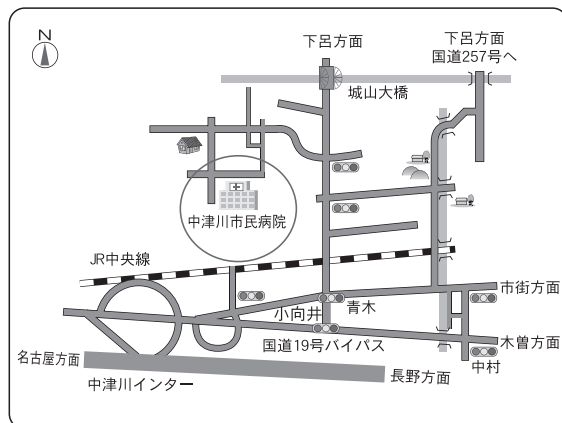 N
下呂方面
下呂方面
国道257号へ
城山大橋
中津川市民病院
JR中央線
小向井
青木
市街方面
国道19号バイパス
木曽方面
中村
名古屋方面
中津川インター
長野方面